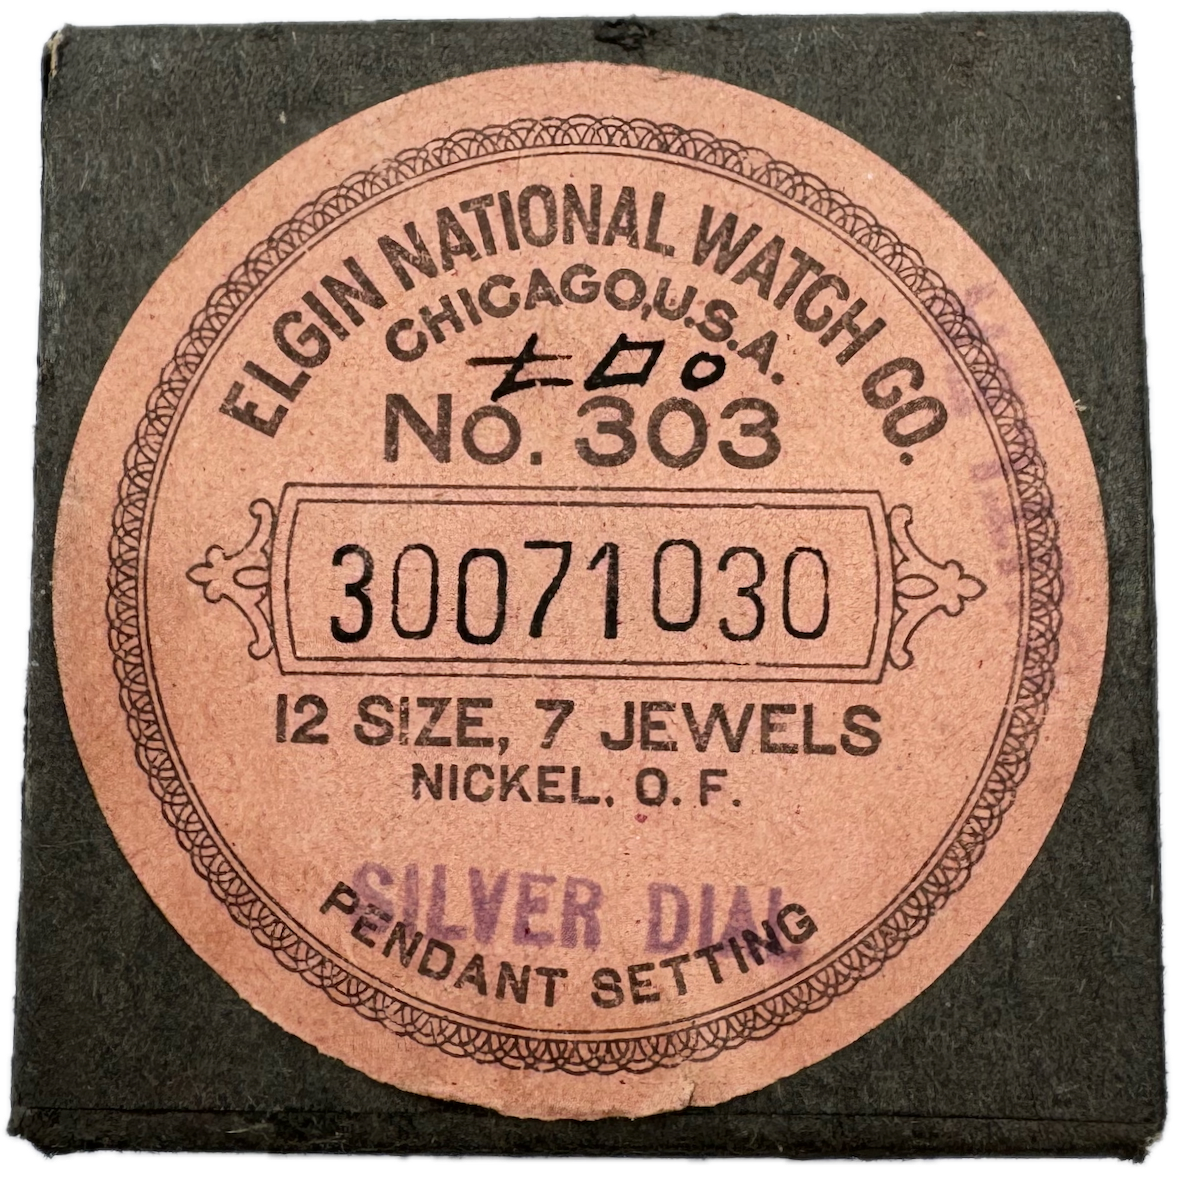 ELGIN NATIONAL WATCH CO.
CHICAGO, U.S.A.
No. 303
30071030
12 SIZE, 7 JEWELS
NICKEL, O. F.
SILVER DIAL
PENDANT SETTING